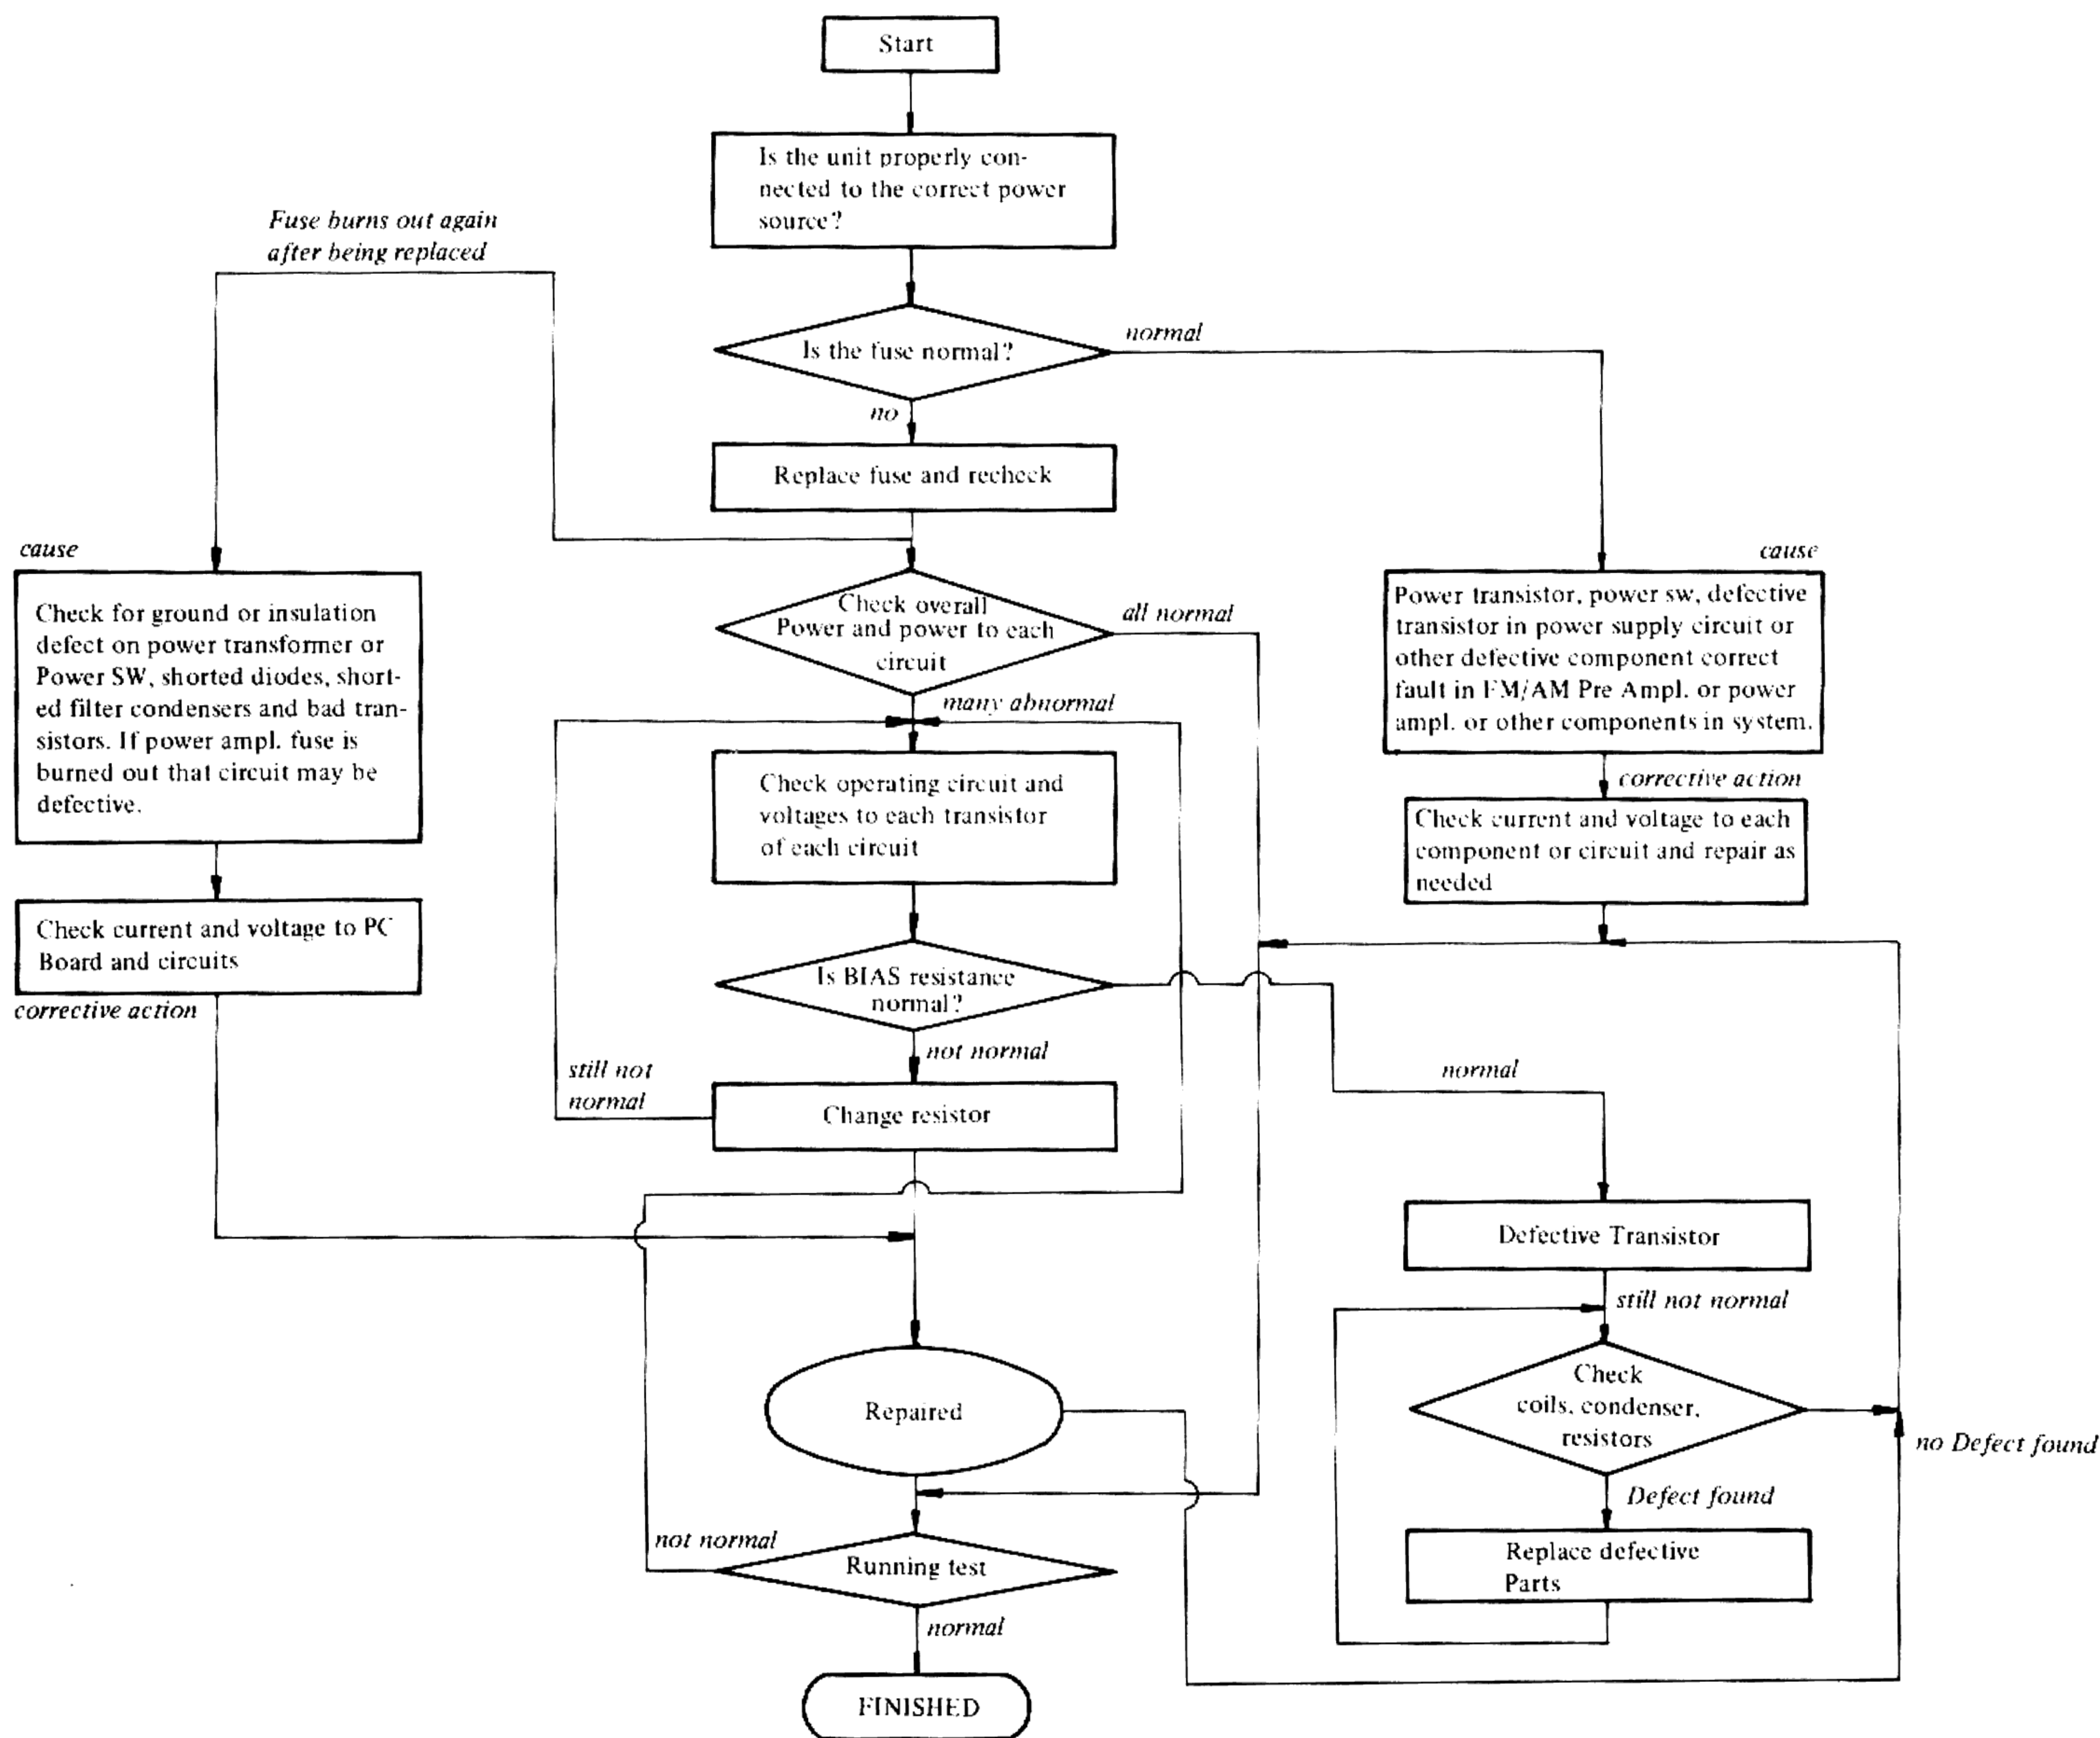 Start
Is the unit properly con-
nected to the correct power
source?
Fuse burns out again
after being replaced
normal
Is the fuse normal?
no
Replace fuse and recheck
cause
Check for ground or insulation
defect on power transformer or
Power SW, shorted diodes, short-
ed filter condensers and bad tran-
sistors. If power ampl. fuse is
burned out that circuit may be
defective.
Check current and voltage to PC
Board and circuits
corrective action
Check overall
Power and power to each
circuit
all normal
many abnormal
Check operating circuit and
voltages to each transistor
of each circuit
Is BIAS resistance
normal?
not normal
still not
normal
Change resistor
cause
Power transistor, power sw, defective
transistor in power supply circuit or
other defective component correct
fault in FM/AM Pre Ampl. or power
ampl. or other components in system.
corrective action
Check current and voltage to each
component or circuit and repair as
needed
normal
Defective Transistor
still not normal
Check
coils, condenser,
resistors
no Defect found
Defect found
Replace defective
Parts
Repaired
not normal
Running test
normal
FINISHED